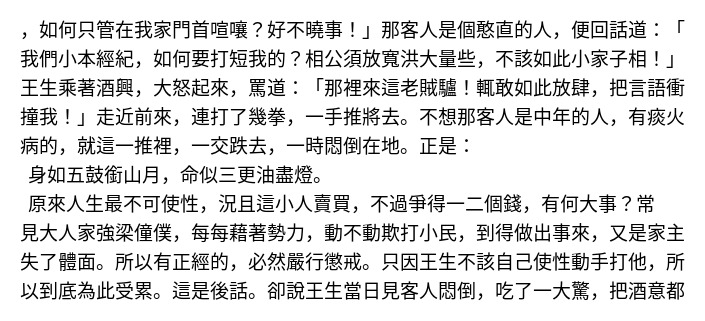 ，如何只管在我家門首喧嚷？好不曉事！」那客人是個憨直的人，便回話道：「
我們小本經紀，如何要打短我的？相公須放寬洪大量些，不該如此小家子相！」
王生乘著酒興，大怒起來，罵道：「那裡來這老賊驢！輒敢如此放肆，把言語衝
撞我！」走近前來，連打了幾拳，一手推將去。不想那客人是中年的人，有痰火
病的，就這一推裡，一交跌去，一時悶倒在地。正是：
身如五鼓銜山月，命似三更油盡燈。
原來人生最不可使性，況且這小人賣買，不過爭得一二個錢，有何大事？常
見大人家強梁僮僕，每每藉著勢力，動不動欺打小民，到得做出事來，又是家主
失了體面。所以有正經的，必然嚴行懲戒。只因王生不該自己使性動手打他，所
以到底為此受累。這是後話。卻說王生當日見客人悶倒，吃了一大驚，把酒意都